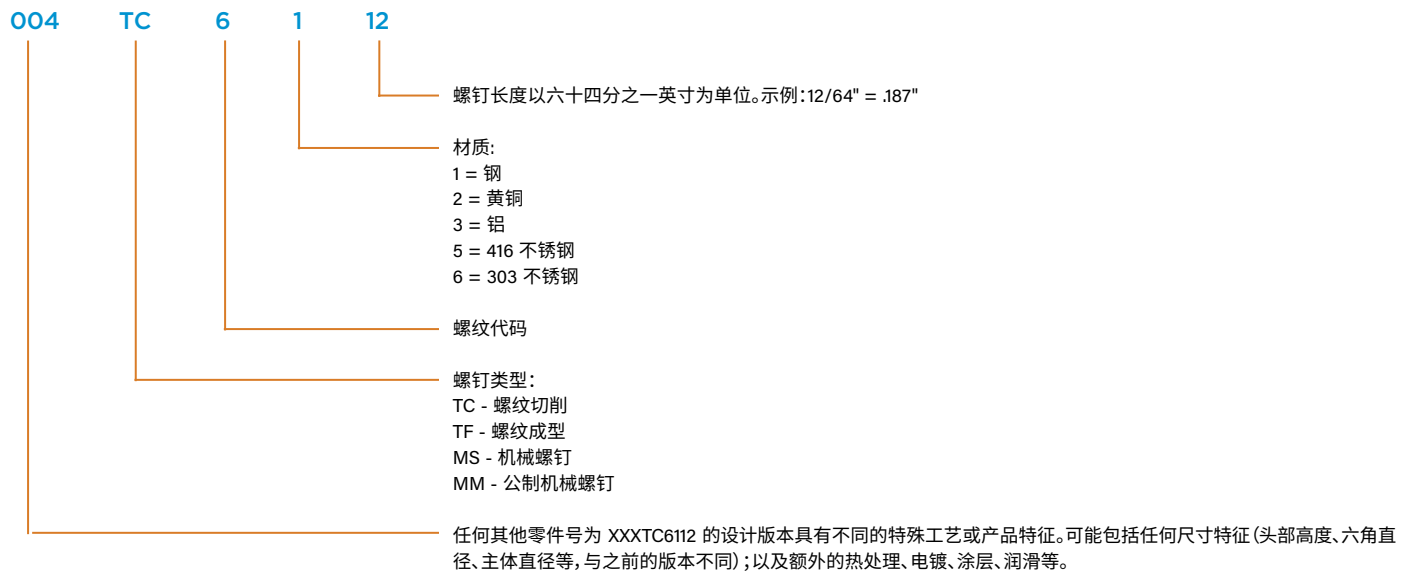 004 TC 6 1 12
螺钉长度以六十四分之一英寸为单位。示例：12/64" = .187"
材质:
1 = 钢
2 = 黄铜
3 = 铝
5 = 416 不锈钢
6 = 303 不锈钢
螺纹代码
螺钉类型：
TC - 螺纹切削
TF - 螺纹成型
MS - 机械螺钉
MM - 公制机械螺钉
任何其他零件号为 XXXTC6112 的设计版本具有不同的特殊工艺或产品特征。可能包括任何尺寸特征（头部高度、六角直
径、主体直径等，与之前的版本不同）；以及额外的热处理、电镀、涂层、润滑等。